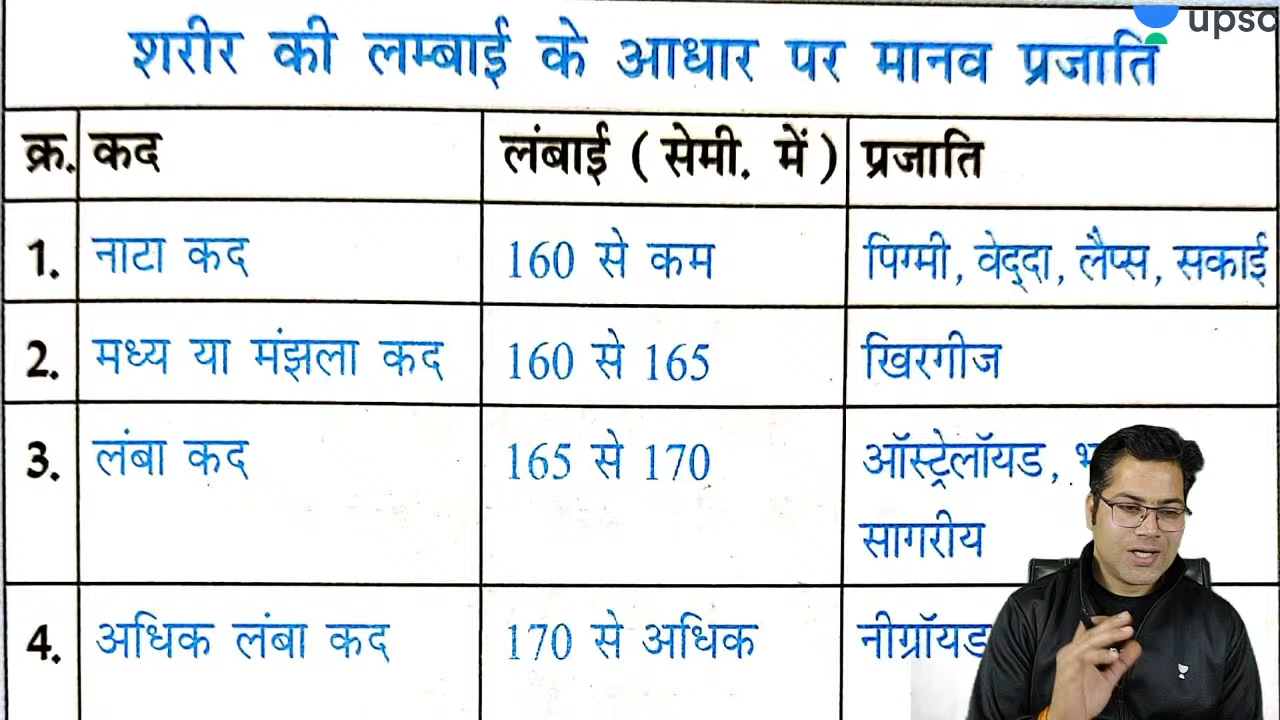 upsc
शरीर की लम्बाई के आधार पर मानव प्रजाति
क्र. कद लंबाई ( सेमी. में ) प्रजाति
1. नाटा कद 160 से कम पिग्मी, वेद्दा, लैप्स, सकाई
2. मध्य या मंझला कद 160 से 165 खिरगीज
3. लंबा कद 165 से 170 ऑस्ट्रेलॉयड,
सागरीय
4. अधिक लंबा कद 170 से अधिक नीग्रॉयड